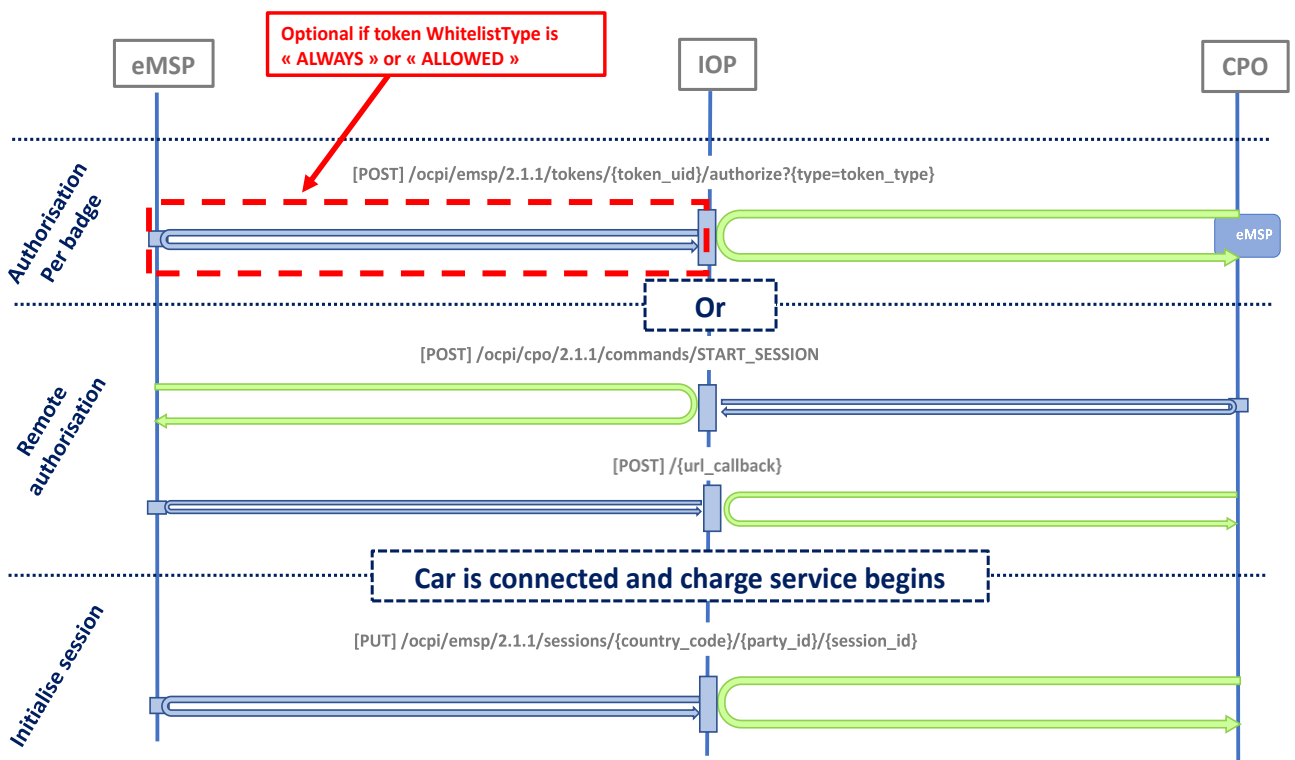 Optional if token WhitelistType is
« ALWAYS » or « ALLOWED »
eMSP
IOP
CPO
Authorisation
Per badge
[POST] /ocpi/emsp/2.1.1/tokens/{token_uid}/authorize?{type=token_type}
eMSP
Or
Remote
authorisation
[POST] /ocpi/cpo/2.1.1/commands/START_SESSION
[POST] /{url_callback}
Car is connected and charge service begins
Initialise session
[PUT] /ocpi/emsp/2.1.1/sessions/{country_code}/{party_id}/{session_id}